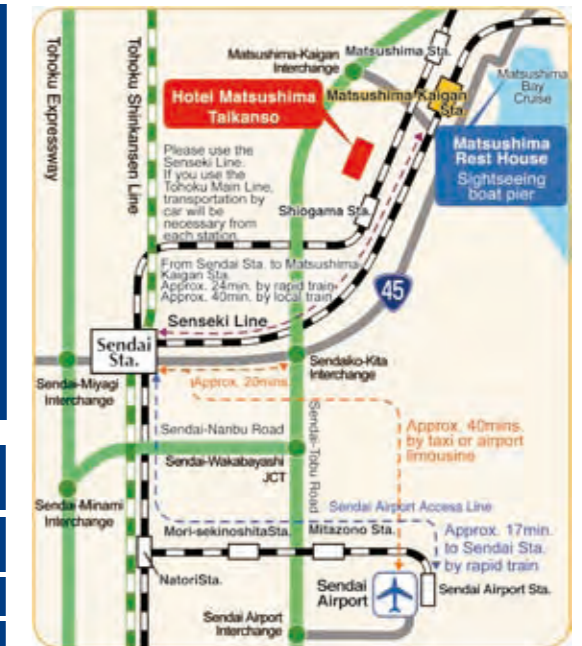 Tohoku Expressway
Tohoku Shinkansen Line
Matsushima-Kaigan
Interchange
Matsushima Sta.
Hotel Matsushima
Taikanso
Matsushima-Kaigan
Sta.
Matsushima
Bay
Cruise
Matsushima
Rest House
Sightseeing
boat pier
Please use the
Senseki Line.
If you use the
Tohoku Main Line,
transportation by
car will be
necessary from
each station.
Shiogama Sta.
From Sendai Sta. to Matsushima-
Kaigan Sta.
Approx. 24min. by rapid train
Approx. 40min. by local train
45
Senseki Line
Sendai
Sta.
Sendai-Miyagi
Interchange
(Approx. 20mins.
Sendaiko-Kita
Interchange
Sendai-Nanbu Road
Sendai-Tobu Road
Sendai-Wakabayashi
JCT
Approx. 40mins.
by taxi or airport
limousine
Sendai-Minami
Interchange
Sendai Airport Access Line
Mori-sekinoshitaSta.
Mitazono Sta.
Approx. 17min.
to Sendai Sta.
by rapid train
NatoriSta.
Sendai
Airport
Sendai Airport Sta.
Sendai Airport
Interchange